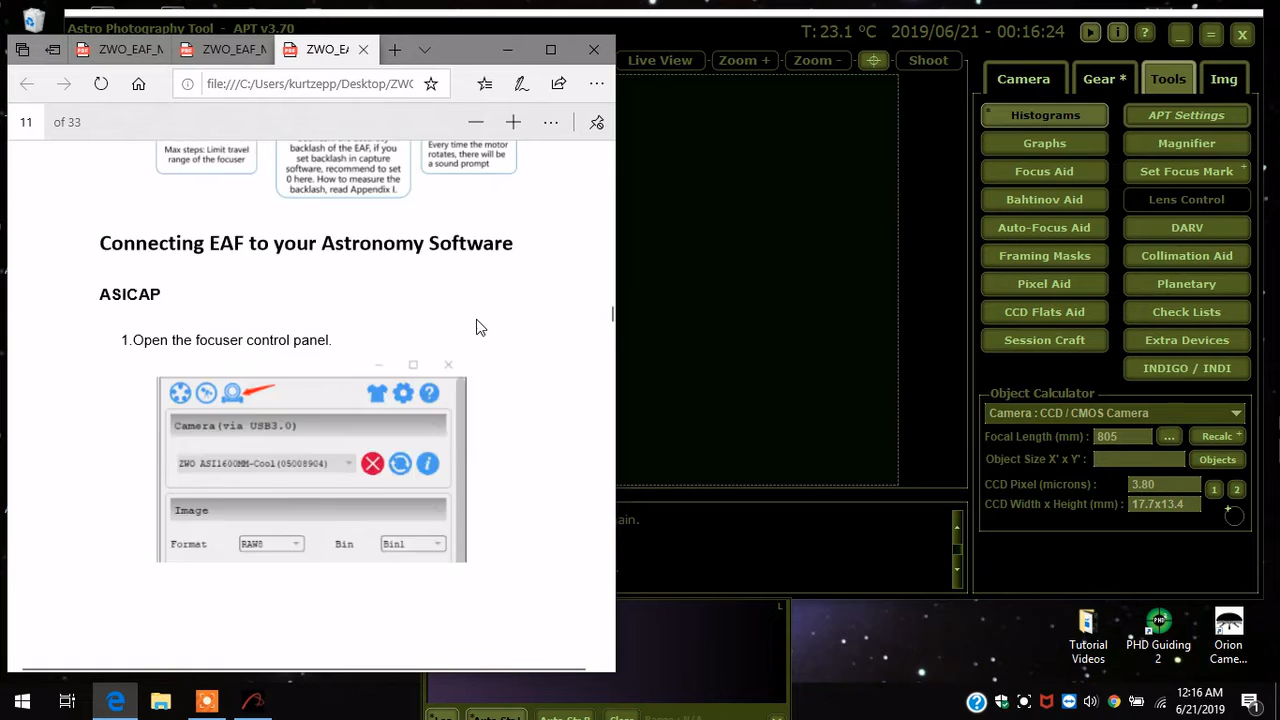 Astro Photography Tool - APT v3.70
T: 23.1 °C 2019/06/21 - 00:16:24
ZWO_EAF_M
ZWO_EAF_M
ZWO_EA
file:///C:/Users/kurtzepp/Desktop/ZWO
11 of 33
Max steps: Limit travel
range of the focuser
backlash of the EAF, if you
set backlash in capture
software, recommend to set
0 here. How to measure the
backlash, read Appendix I.
Every time the motor
rotates, there will be
a sound prompt
Connecting EAF to your Astronomy Software
ASICAP
1.Open the focuser control panel.
Camera(via USB3.0)
ZWO ASI1600MM-Cool(05008904)
Image
Format RAW8 Bin Bin1
Live View Zoom + Zoom - Shoot
Camera Gear * Tools Img
Histograms APT Settings
Graphs Magnifier
Focus Aid Set Focus Mark +
Bahtinov Aid Lens Control
Auto-Focus Aid DARV
Framing Masks Collimation Aid
Pixel Aid Planetary
CCD Flats Aid Check Lists
Session Craft Extra Devices
INDIGO / INDI
Object Calculator
Camera : CCD / CMOS Camera
Focal Length (mm) : 805 ... Recalc +
Object Size X' x Y' : Objects
CCD Pixel (microns) : 3.80 1 2
CCD Width x Height (mm) : 17.7x13.4
ain.
L
Tutorial
Videos
PHD Guiding
2
Orion
Came...
12:16 AM
6/21/2019
1